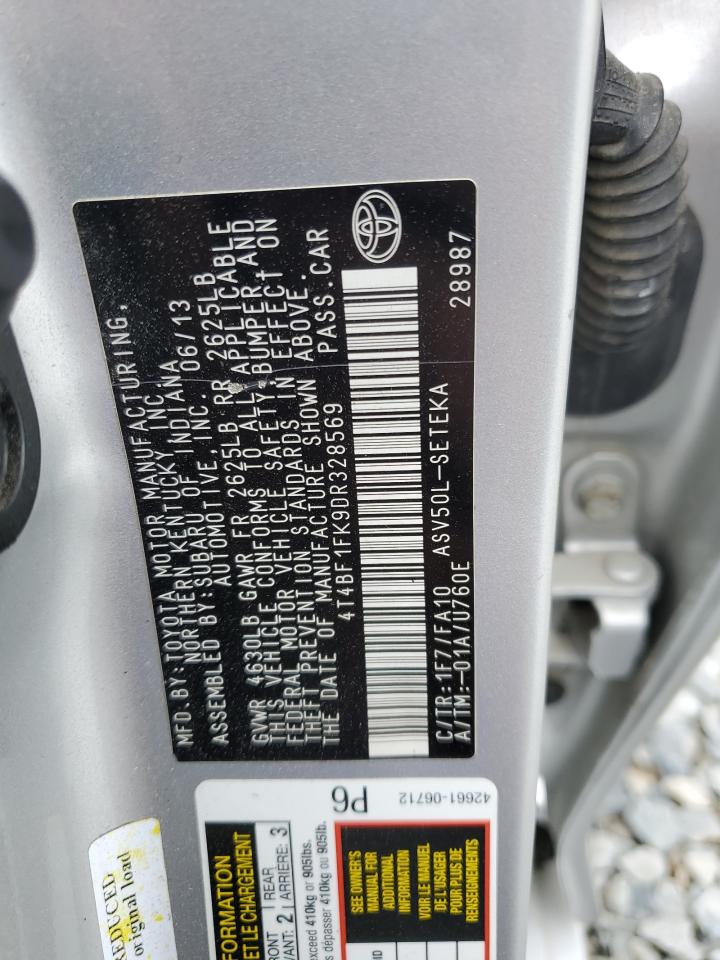 MFD.BY:TOYOTA MOTOR MANUFACTURING,
NORTHERN KENTUCKY INC.
ASSEMBLED BY:SUBARU OF INDIANA
AUTOMOTIVE, INC. 06/13
GVWR 4630LB GAWR FR 2625LB RR 2625LB
THIS VEHICLE CONFORMS TO ALL APPLICABLE
FEDERAL MOTOR VEHICLE SAFETY,BUMPER,AND
THEFT PREVENTION STANDARDS IN EFFECT ON
THE DATE OF MANUFACTURE SHOWN ABOVE.
4T4BF1FK9DR328569 PASS.CAR
C/TR:1F7/FA10 ASV50L-SETEKA 28987
A/TM:-01A/U760E
P6
42661-06712
FORMATION
ET LE CHARGEMENT
FRONT
VANT: 2 REAR
ARRIÈRE: 3
exceed 410kg or 905lbs.
s dépasser 410kg ou 905lb.
SEE OWNER'S
MANUAL FOR
ADDITIONAL
INFORMATION
VOIR LE MANUEL
DE L'USAGER
POUR PLUS DE
RENSEIGNEMENTS
REDUCED
original load